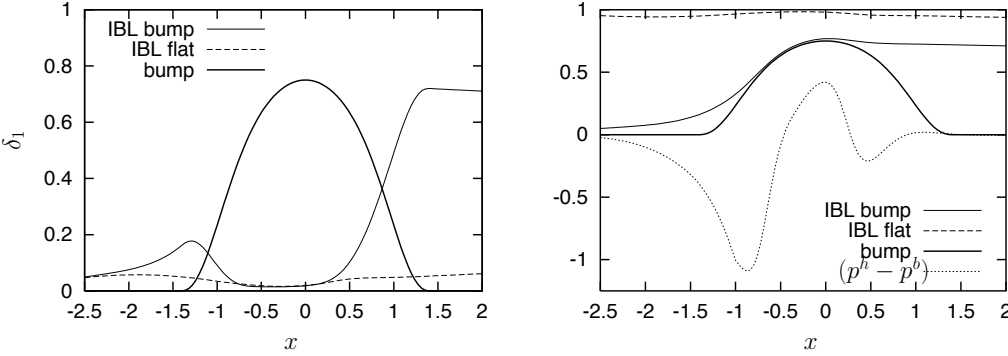 IBL bump
IBL flat
bump
1
0.8
0.6
0.4
0.2
0
δ₁
-2.5 -2 -1.5 -1 -0.5 0 0.5 1 1.5 2
x
1
0.5
0
-0.5
-1
IBL bump
IBL flat
bump
(pʰ − pᵇ)
-2.5 -2 -1.5 -1 -0.5 0 0.5 1 1.5 2
x